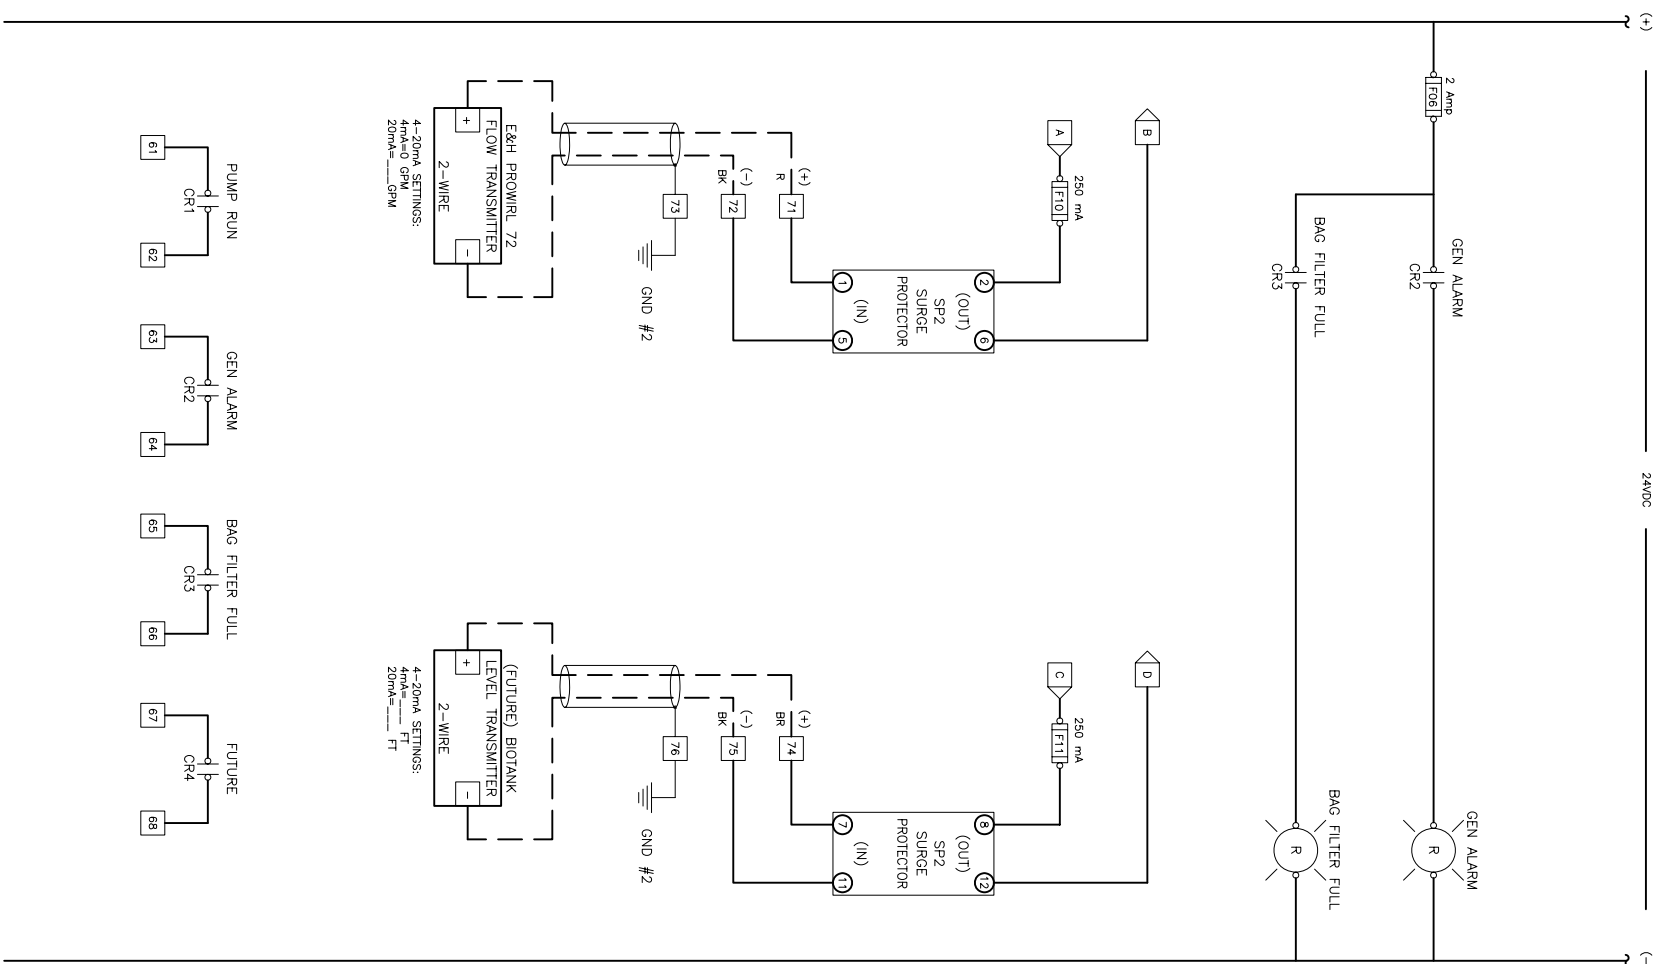 (+)
24VDC
(-
2 Amp
F06
GEN ALARM
CR2
GEN ALARM
R
BAG FILTER FULL
CR3
BAG FILTER FULL
R
B
A
250 mA
F10
2
6
(OUT)
SP2
SURGE
PROTECTOR
(IN)
1
5
(+)
R
71
(-)
BK
72
73
GND #2
E&H PROWIRL 72
FLOW TRANSMITTER
+
-
2-WIRE
4-20mA SETTINGS:
4mA=0 GPM
20mA=____GPM
D
C
250 mA
F11
8
12
(OUT)
SP2
SURGE
PROTECTOR
(IN)
7
11
(+)
BR
74
(-)
BK
75
76
GND #2
(FUTURE) BIOTANK
LEVEL TRANSMITTER
+
-
2-WIRE
4-20mA SETTINGS:
4mA=____ FT
20mA=____ FT
PUMP RUN
CR1
61
62
GEN ALARM
CR2
63
64
BAG FILTER FULL
CR3
65
66
FUTURE
CR4
67
68